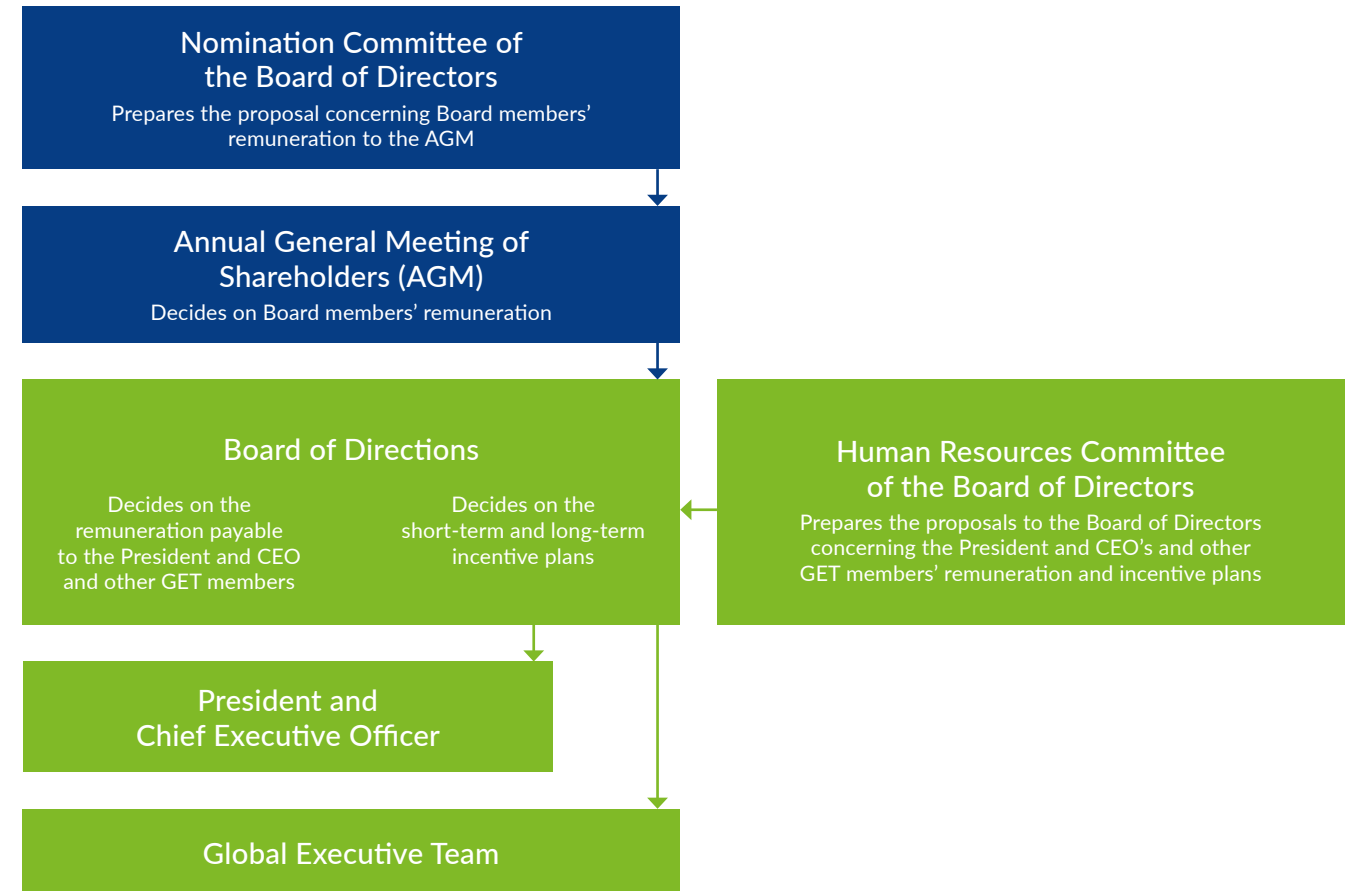 Nomination Committee of
the Board of Directors
Prepares the proposal concerning Board members’
remuneration to the AGM
Annual General Meeting of
Shareholders (AGM)
Decides on Board members’ remuneration
Board of Directions
Decides on the
remuneration payable
to the President and CEO
and other GET members
Decides on the
short-term and long-term
incentive plans
Human Resources Committee
of the Board of Directors
Prepares the proposals to the Board of Directors
concerning the President and CEO’s and other
GET members’ remuneration and incentive plans
President and
Chief Executive Officer
Global Executive Team